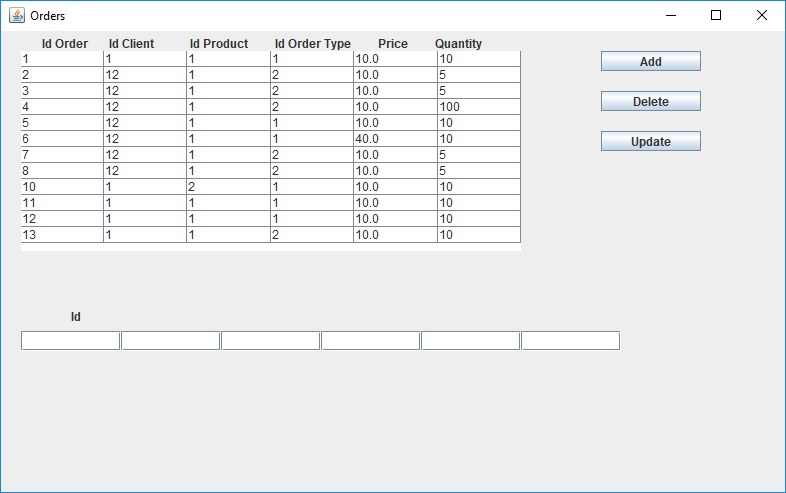 Orders
Id Order Id Client Id Product Id Order Type Price Quantity
1 1 1 1 10.0 10
2 12 1 2 10.0 5
3 12 1 2 10.0 5
4 12 1 2 10.0 100
5 12 1 1 10.0 10
6 12 1 1 40.0 10
7 12 1 2 10.0 5
8 12 1 2 10.0 5
10 1 2 1 10.0 10
11 1 1 1 10.0 10
12 1 1 1 10.0 10
13 1 1 2 10.0 10
Add
Delete
Update
Id